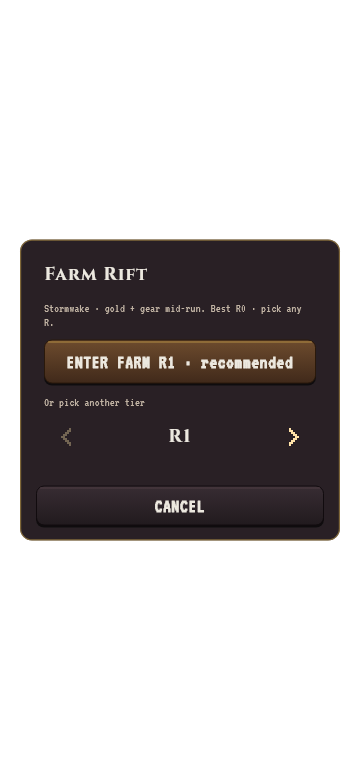 Farm Rift
Stormwake · gold + gear mid-run. Best R0 · pick any
R.
ENTER FARM R1 · recommended
Or pick another tier
R1
CANCEL